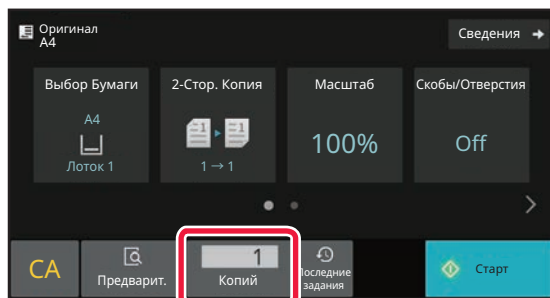 Оригинал
A4
Сведения
Выбор Бумаги
A4
Лоток 1
2-Стор. Копия
1 → 1
Масштаб
100%
Скобы/Отверстия
Off
CA
Предварит.
1
Копий
Последние
задания
Старт